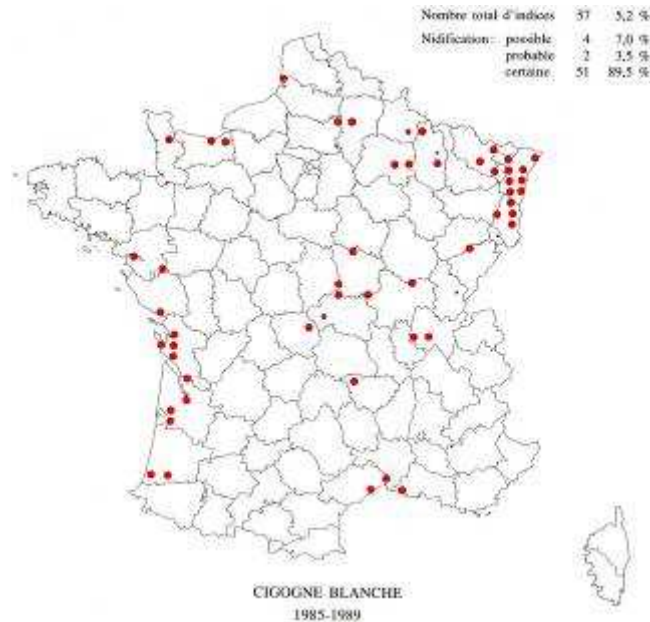 Nombre total d'indices 57 5,2 %
Nidification: possible 4 7,0 %
probable 2 3,5 %
certaine 51 89,5 %
CIGOGNE BLANCHE
1985-1989